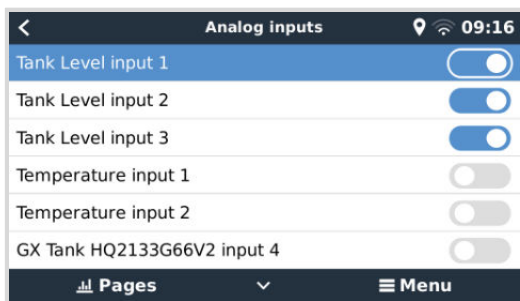 Analog inputs 09:16
Tank Level input 1
Tank Level input 2
Tank Level input 3
Temperature input 1
Temperature input 2
GX Tank HQ2133G66V2 input 4
Pages Menu